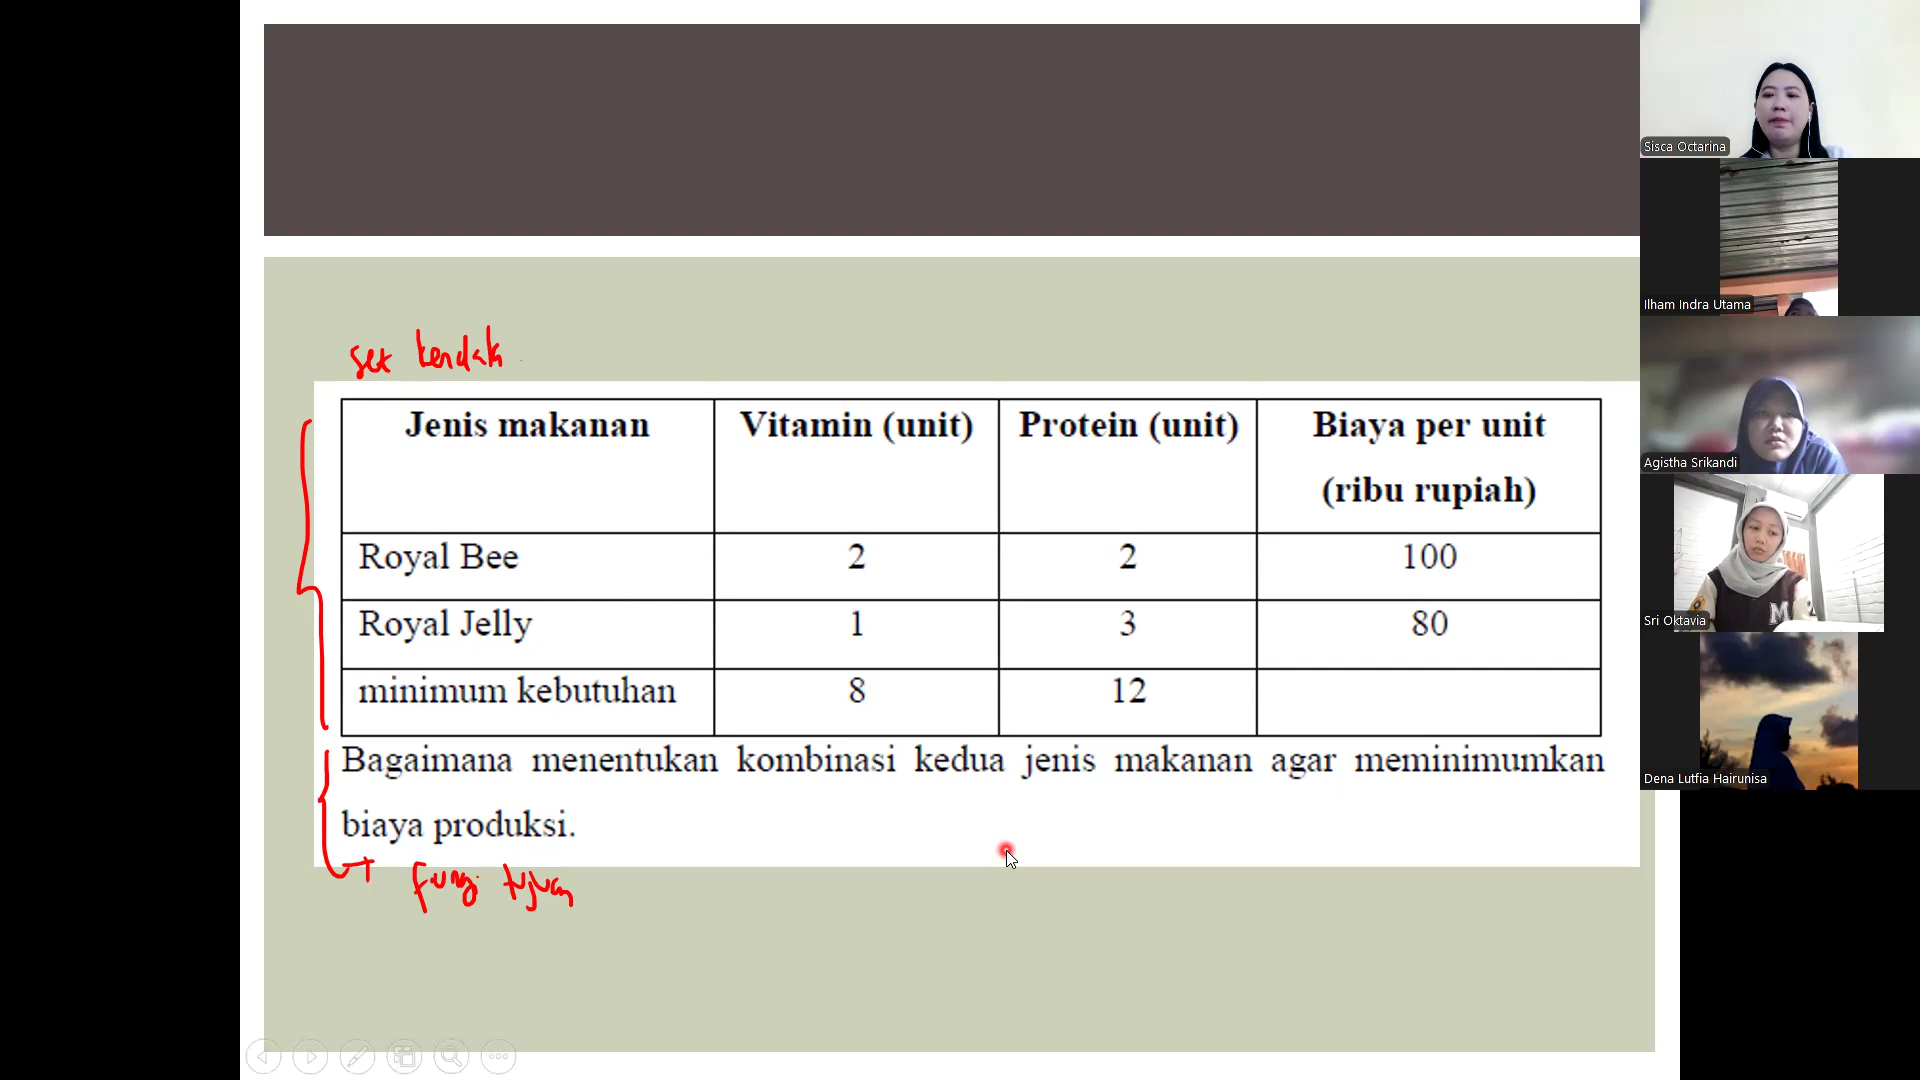 set kendala
Jenis makanan Vitamin (unit) Protein (unit) Biaya per unit (ribu rupiah)
Royal Bee 2 2 100
Royal Jelly 1 3 80
minimum kebutuhan 8 12
Bagaimana menentukan kombinasi kedua jenis makanan agar meminimumkan
biaya produksi.
fungsi tujuan
Sisca Octarina
Ilham Indra Utama
Agistha Srikandi
M
Sri Oktavia
Dena Lutfia Hairunisa